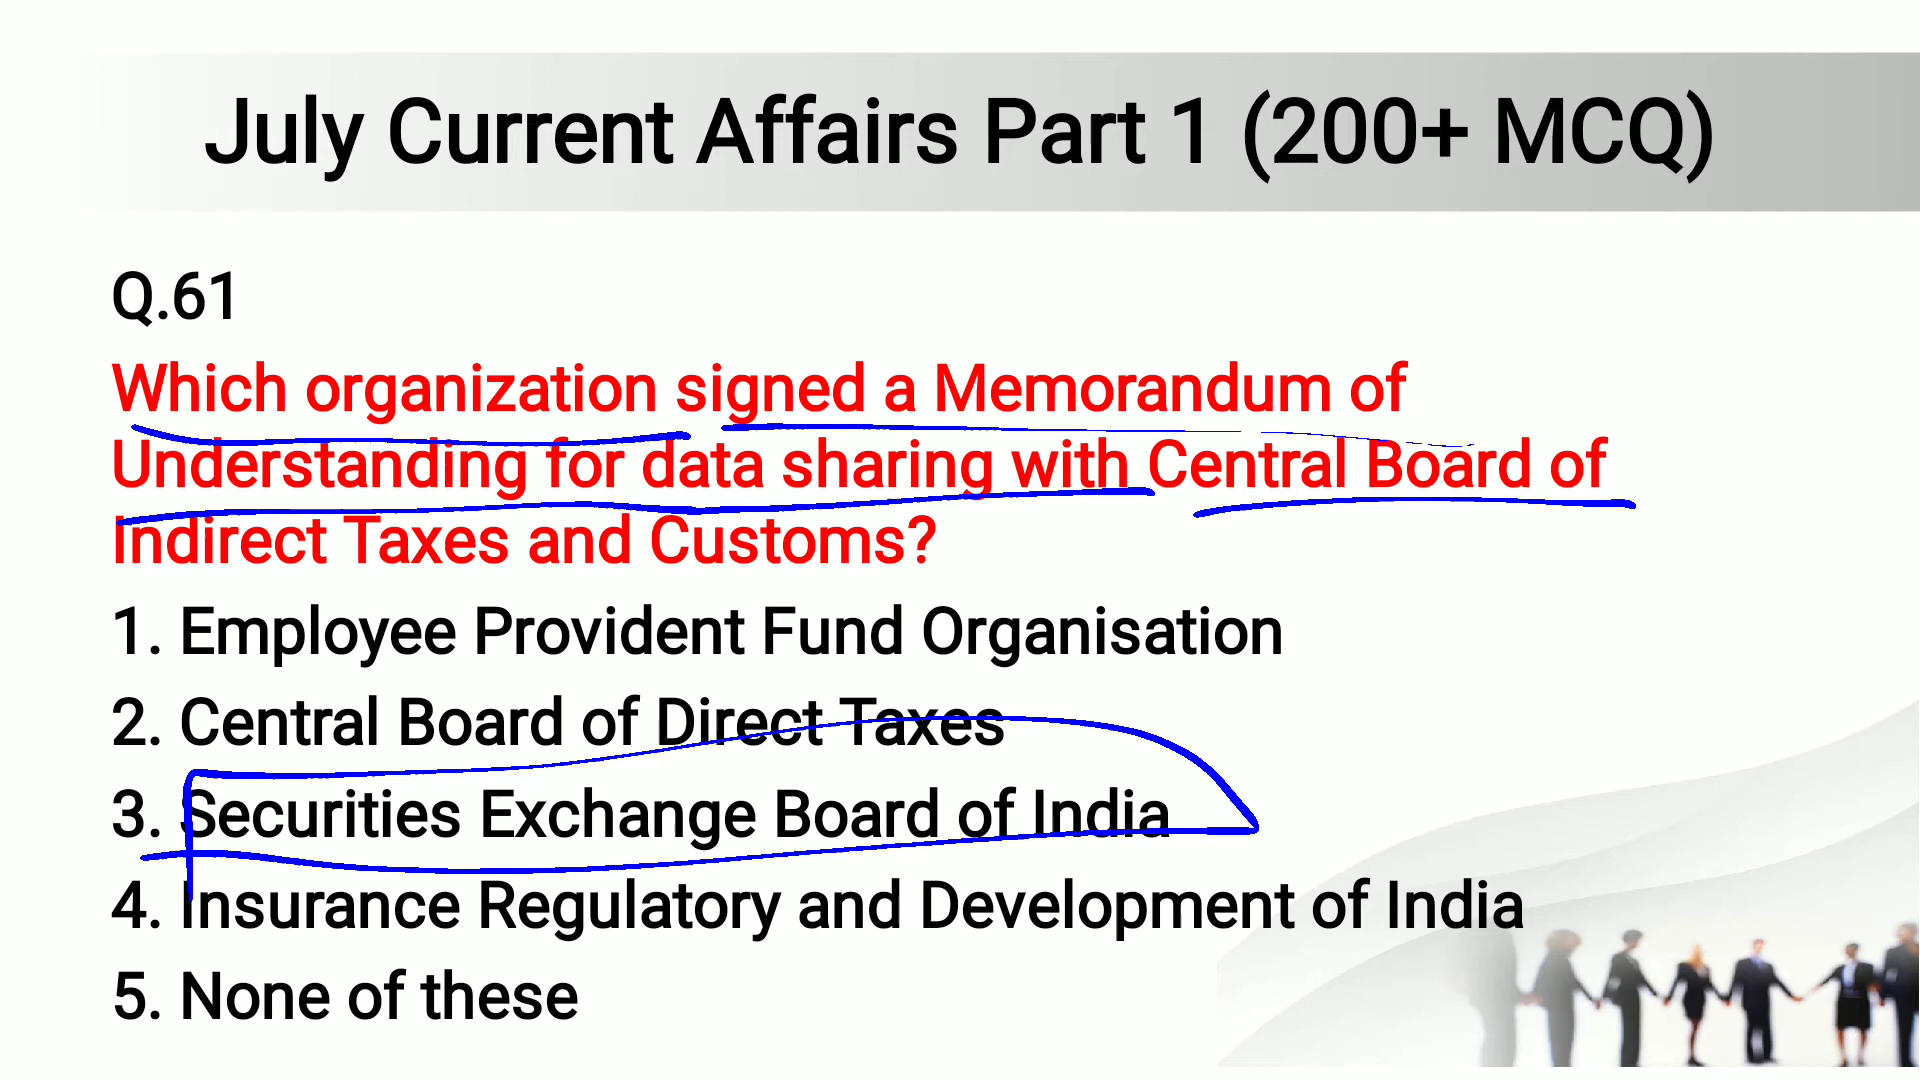 July Current Affairs Part 1 (200+ MCQ)
Q.61
Which organization signed a Memorandum of
Understanding for data sharing with Central Board of
Indirect Taxes and Customs?
1. Employee Provident Fund Organisation
2. Central Board of Direct Taxes
3. Securities Exchange Board of India
4. Insurance Regulatory and Development of India
5. None of these